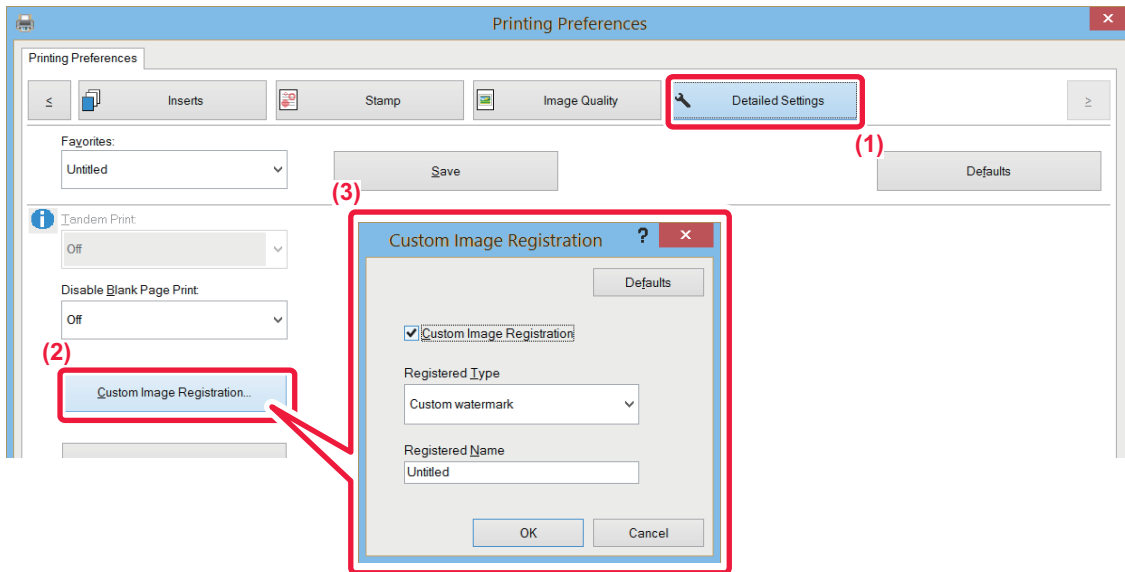 Printing Preferences
Printing Preferences
<
Inserts
Stamp
Image Quality
Detailed Settings
>
(1)
Favorites:
Untitled
Save
Defaults
(3)
Tandem Print:
Off
Disable Blank Page Print:
Off
(2)
Custom Image Registration...
Custom Image Registration
?
Defaults
Custom Image Registration
Registered Type
Custom watermark
Registered Name
Untitled
OK
Cancel